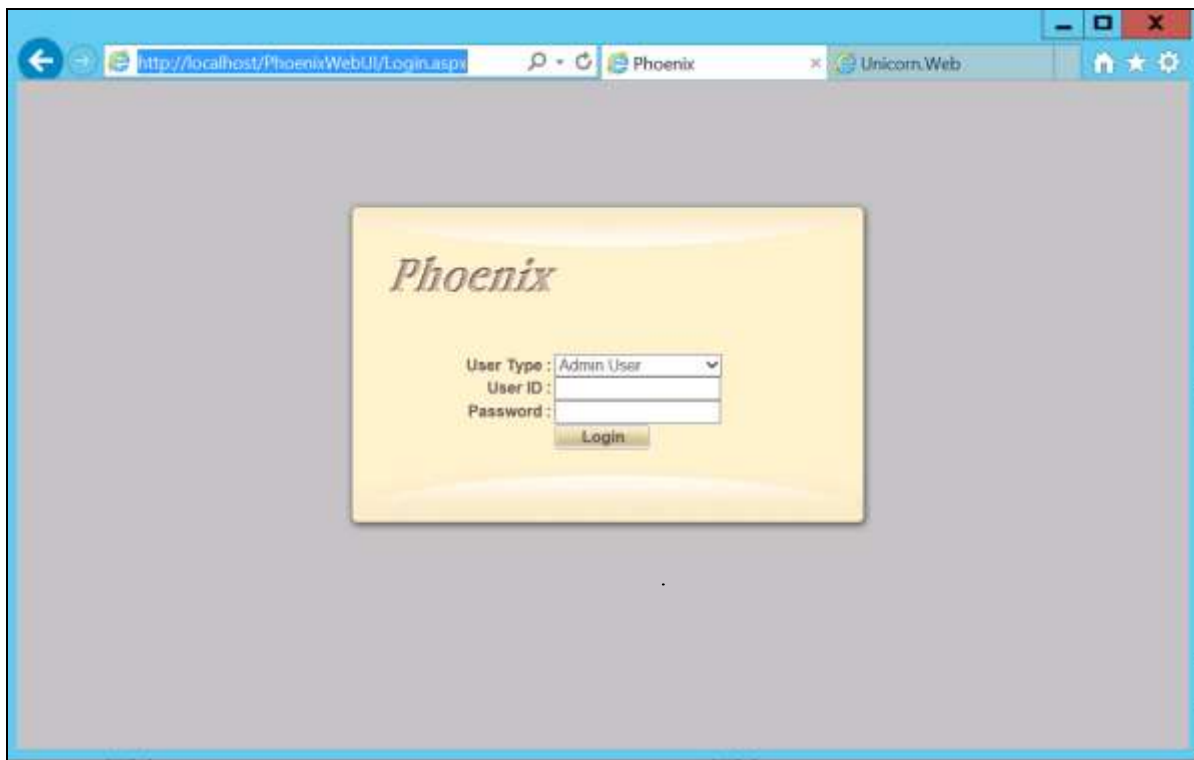 http://localhost/PhoenixWebUI/Login.aspx
Phoenix
Unicorn.Web
Phoenix
User Type : Admin User
User ID :
Password :
Login